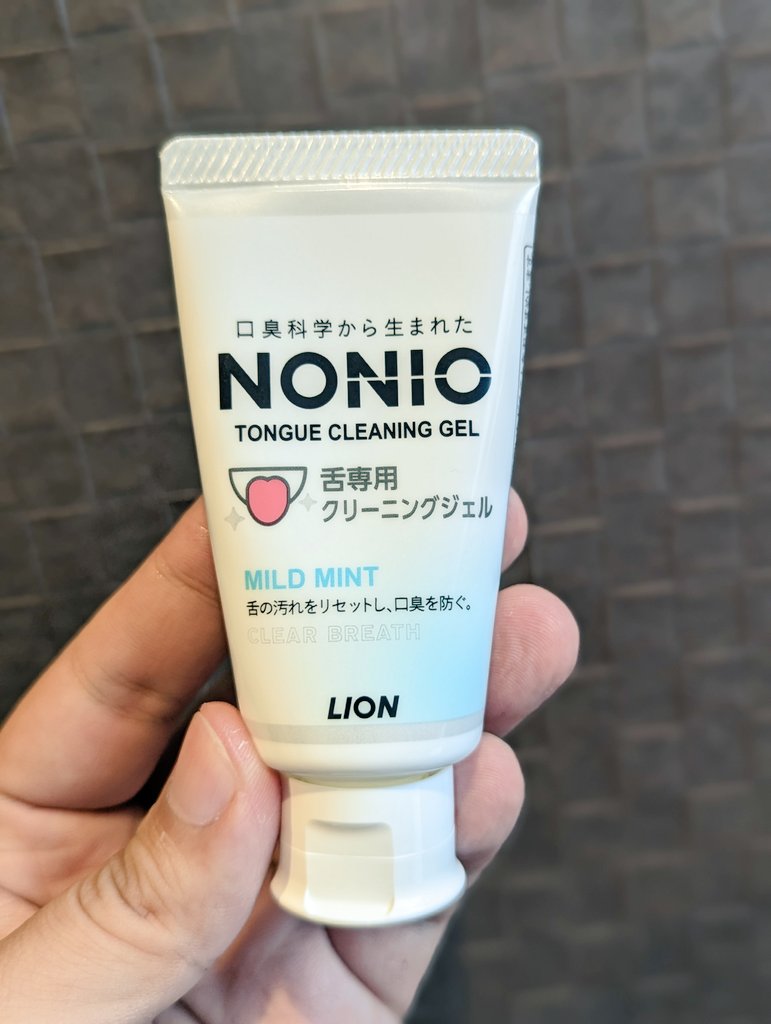 口臭科学から生まれた
NONIO
TONGUE CLEANING GEL
舌専用
クリーニングジェル
MILD MINT
舌の汚れをリセットし、口臭を防ぐ。
CLEAR BREATH
LION